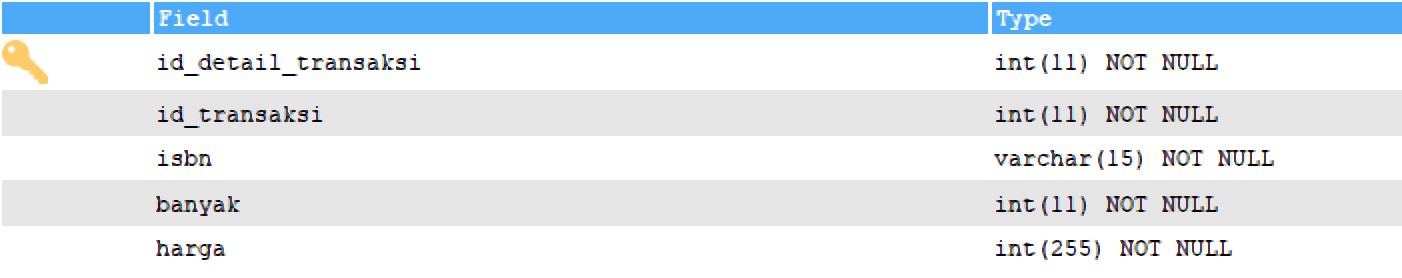 Field Type
id_detail_transaksi int(11) NOT NULL
id_transaksi int(11) NOT NULL
isbn varchar(15) NOT NULL
banyak int(11) NOT NULL
harga int(255) NOT NULL